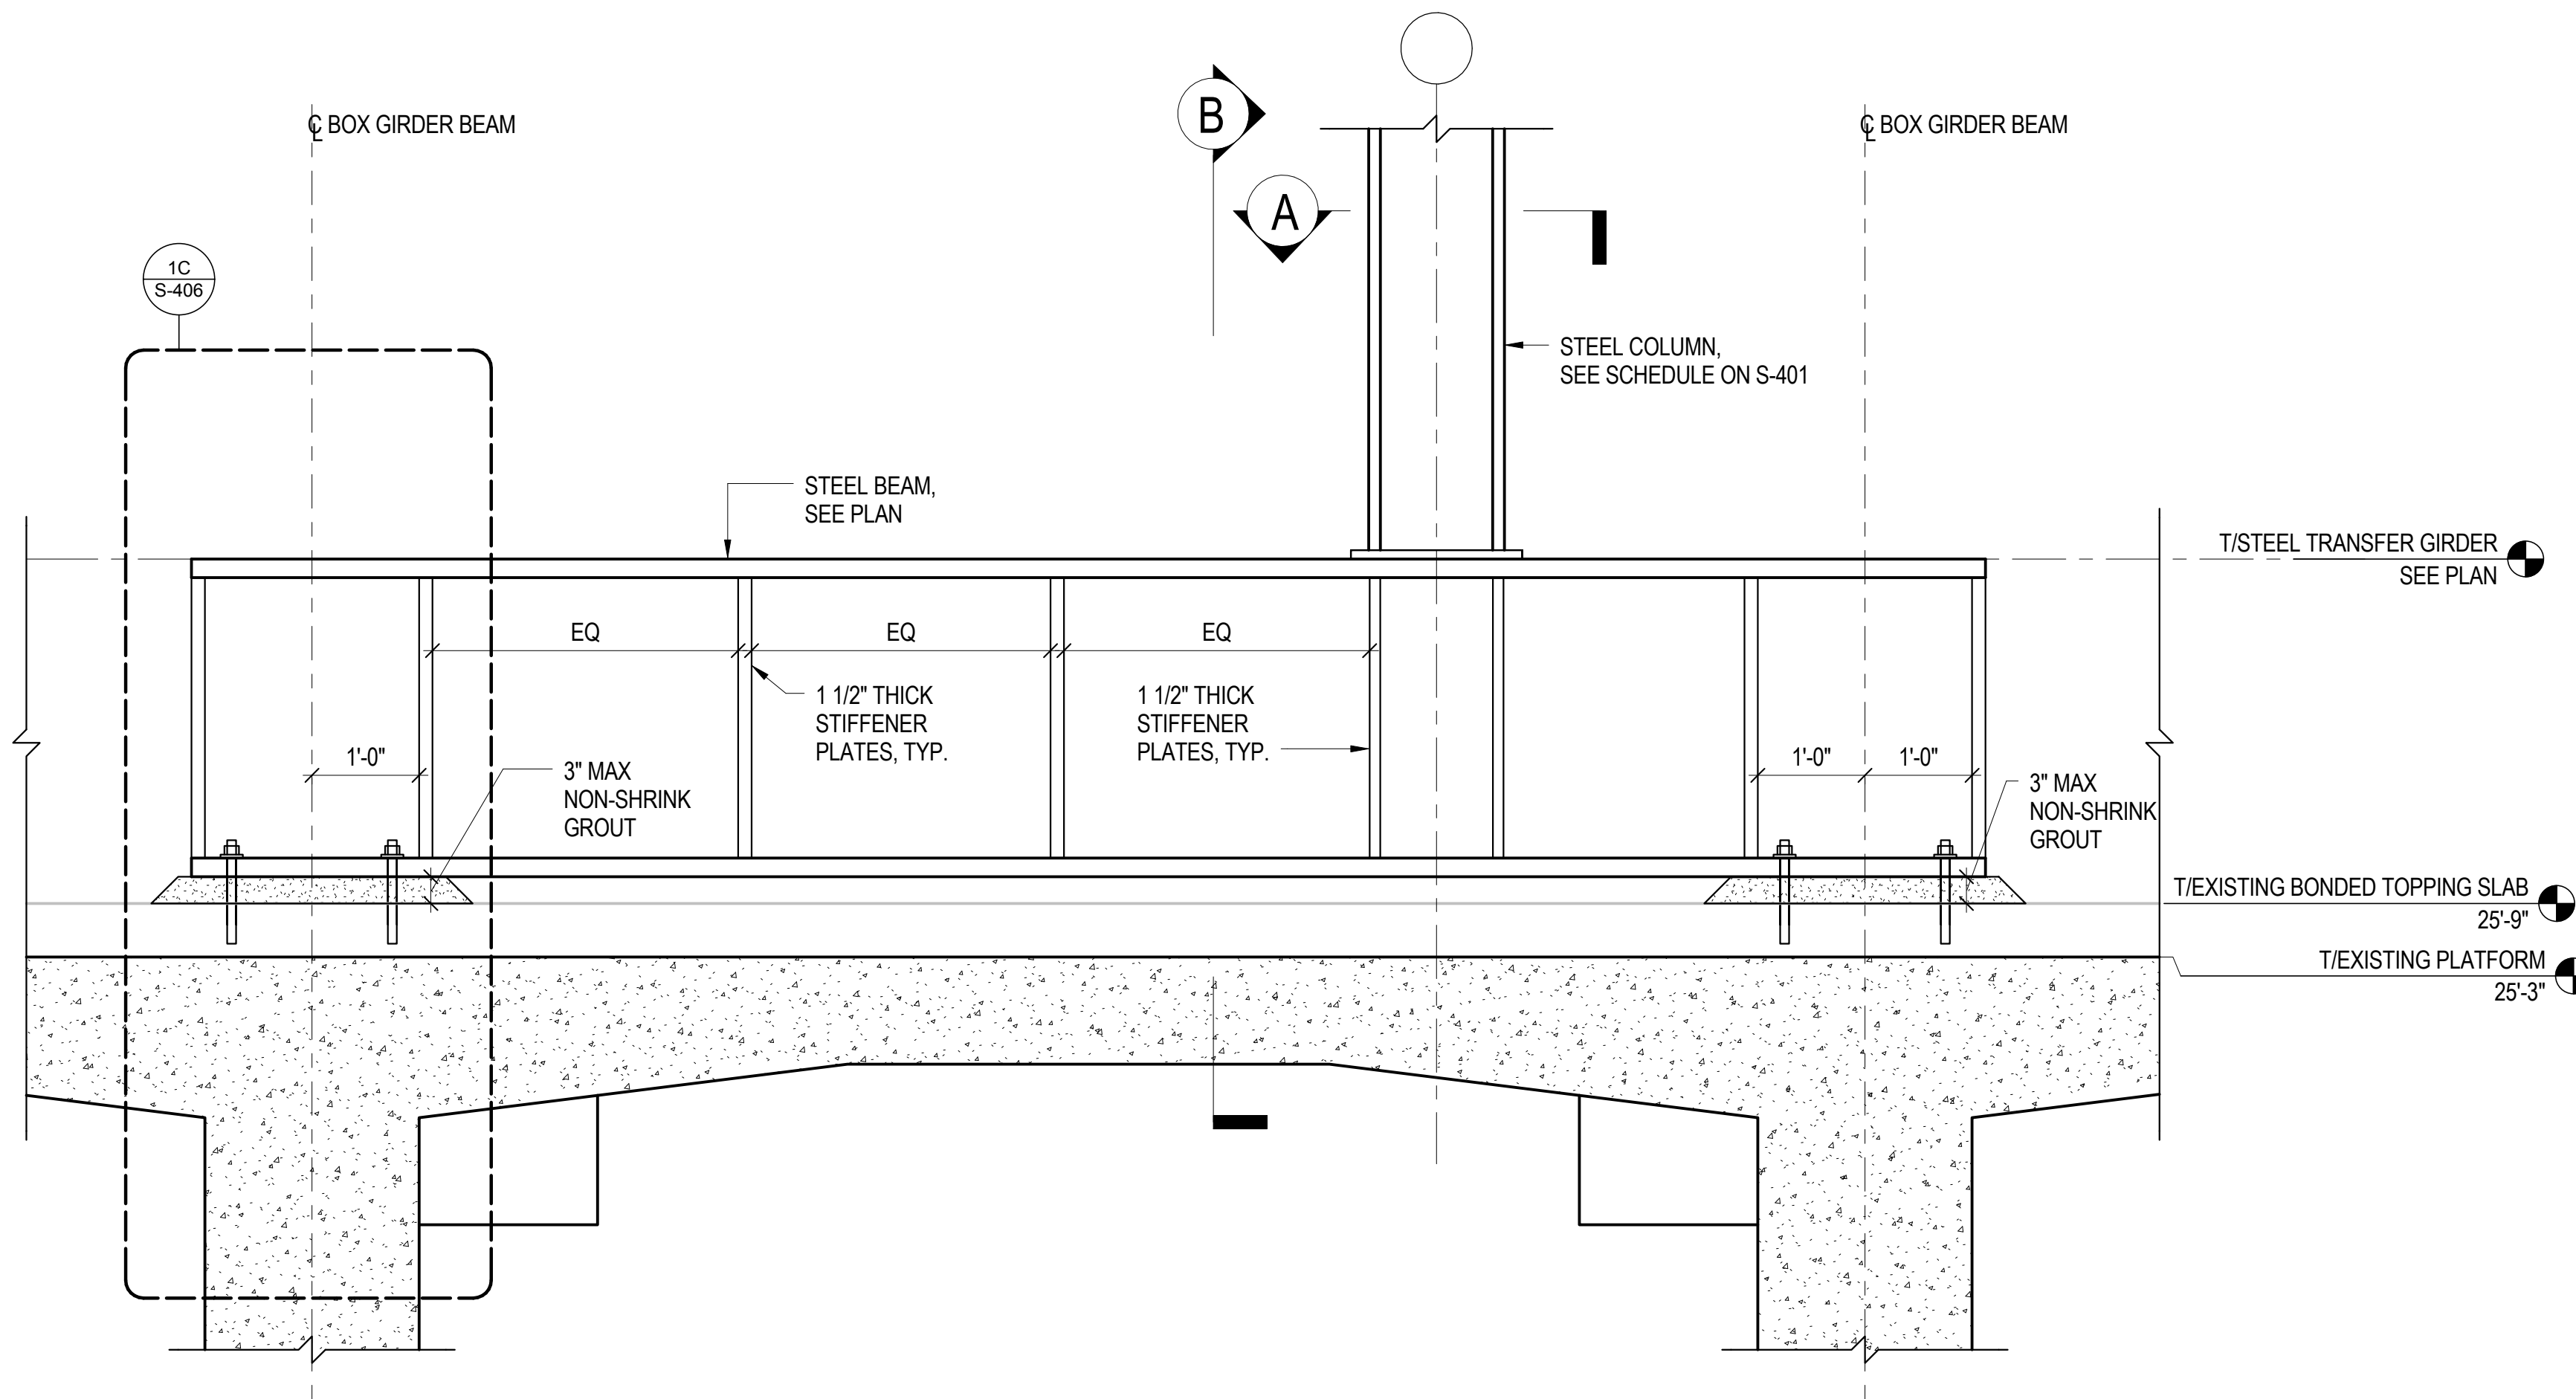 B
℄ BOX GIRDER BEAM
℄ BOX GIRDER BEAM
A
1C
S-406
STEEL COLUMN,
SEE SCHEDULE ON S-401
STEEL BEAM,
SEE PLAN
T/STEEL TRANSFER GIRDER
SEE PLAN
EQ
EQ
EQ
1 1/2" THICK
STIFFENER
PLATES, TYP.
1 1/2" THICK
STIFFENER
PLATES, TYP.
1'-0"
1'-0"
1'-0"
3" MAX
NON-SHRINK
GROUT
3" MAX
NON-SHRINK
GROUT
T/EXISTING BONDED TOPPING SLAB
25'-9"
T/EXISTING PLATFORM
25'-3"